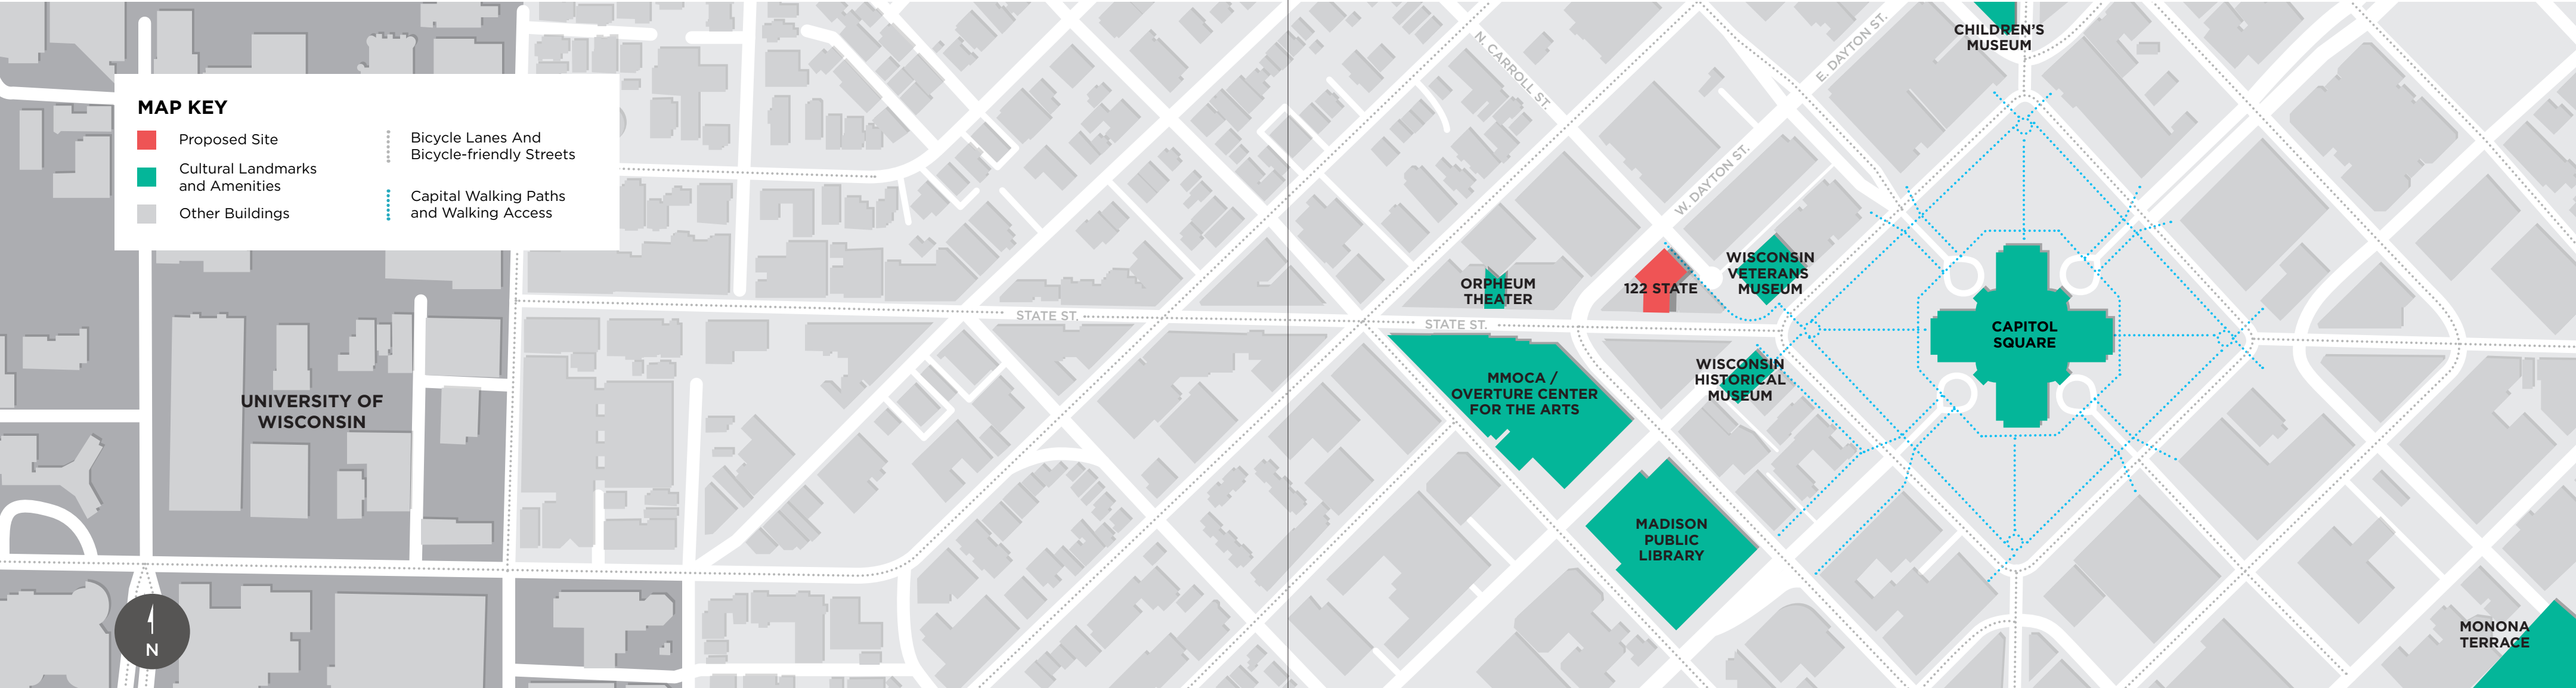 MAP KEY
Proposed Site
Cultural Landmarks
and Amenities
Other Buildings
Bicycle Lanes And
Bicycle-friendly Streets
Capital Walking Paths
and Walking Access
UNIVERSITY OF
WISCONSIN
N
STATE ST.
N. CARROLL ST.
E. DAYTON ST.
CHILDREN'S
MUSEUM
W. DAYTON ST.
ORPHEUM
THEATER
122 STATE
WISCONSIN
VETERANS
MUSEUM
STATE ST.
MMOCA /
OVERTURE CENTER
FOR THE ARTS
WISCONSIN
HISTORICAL
MUSEUM
CAPITOL
SQUARE
MADISON
PUBLIC
LIBRARY
MONONA
TERRACE